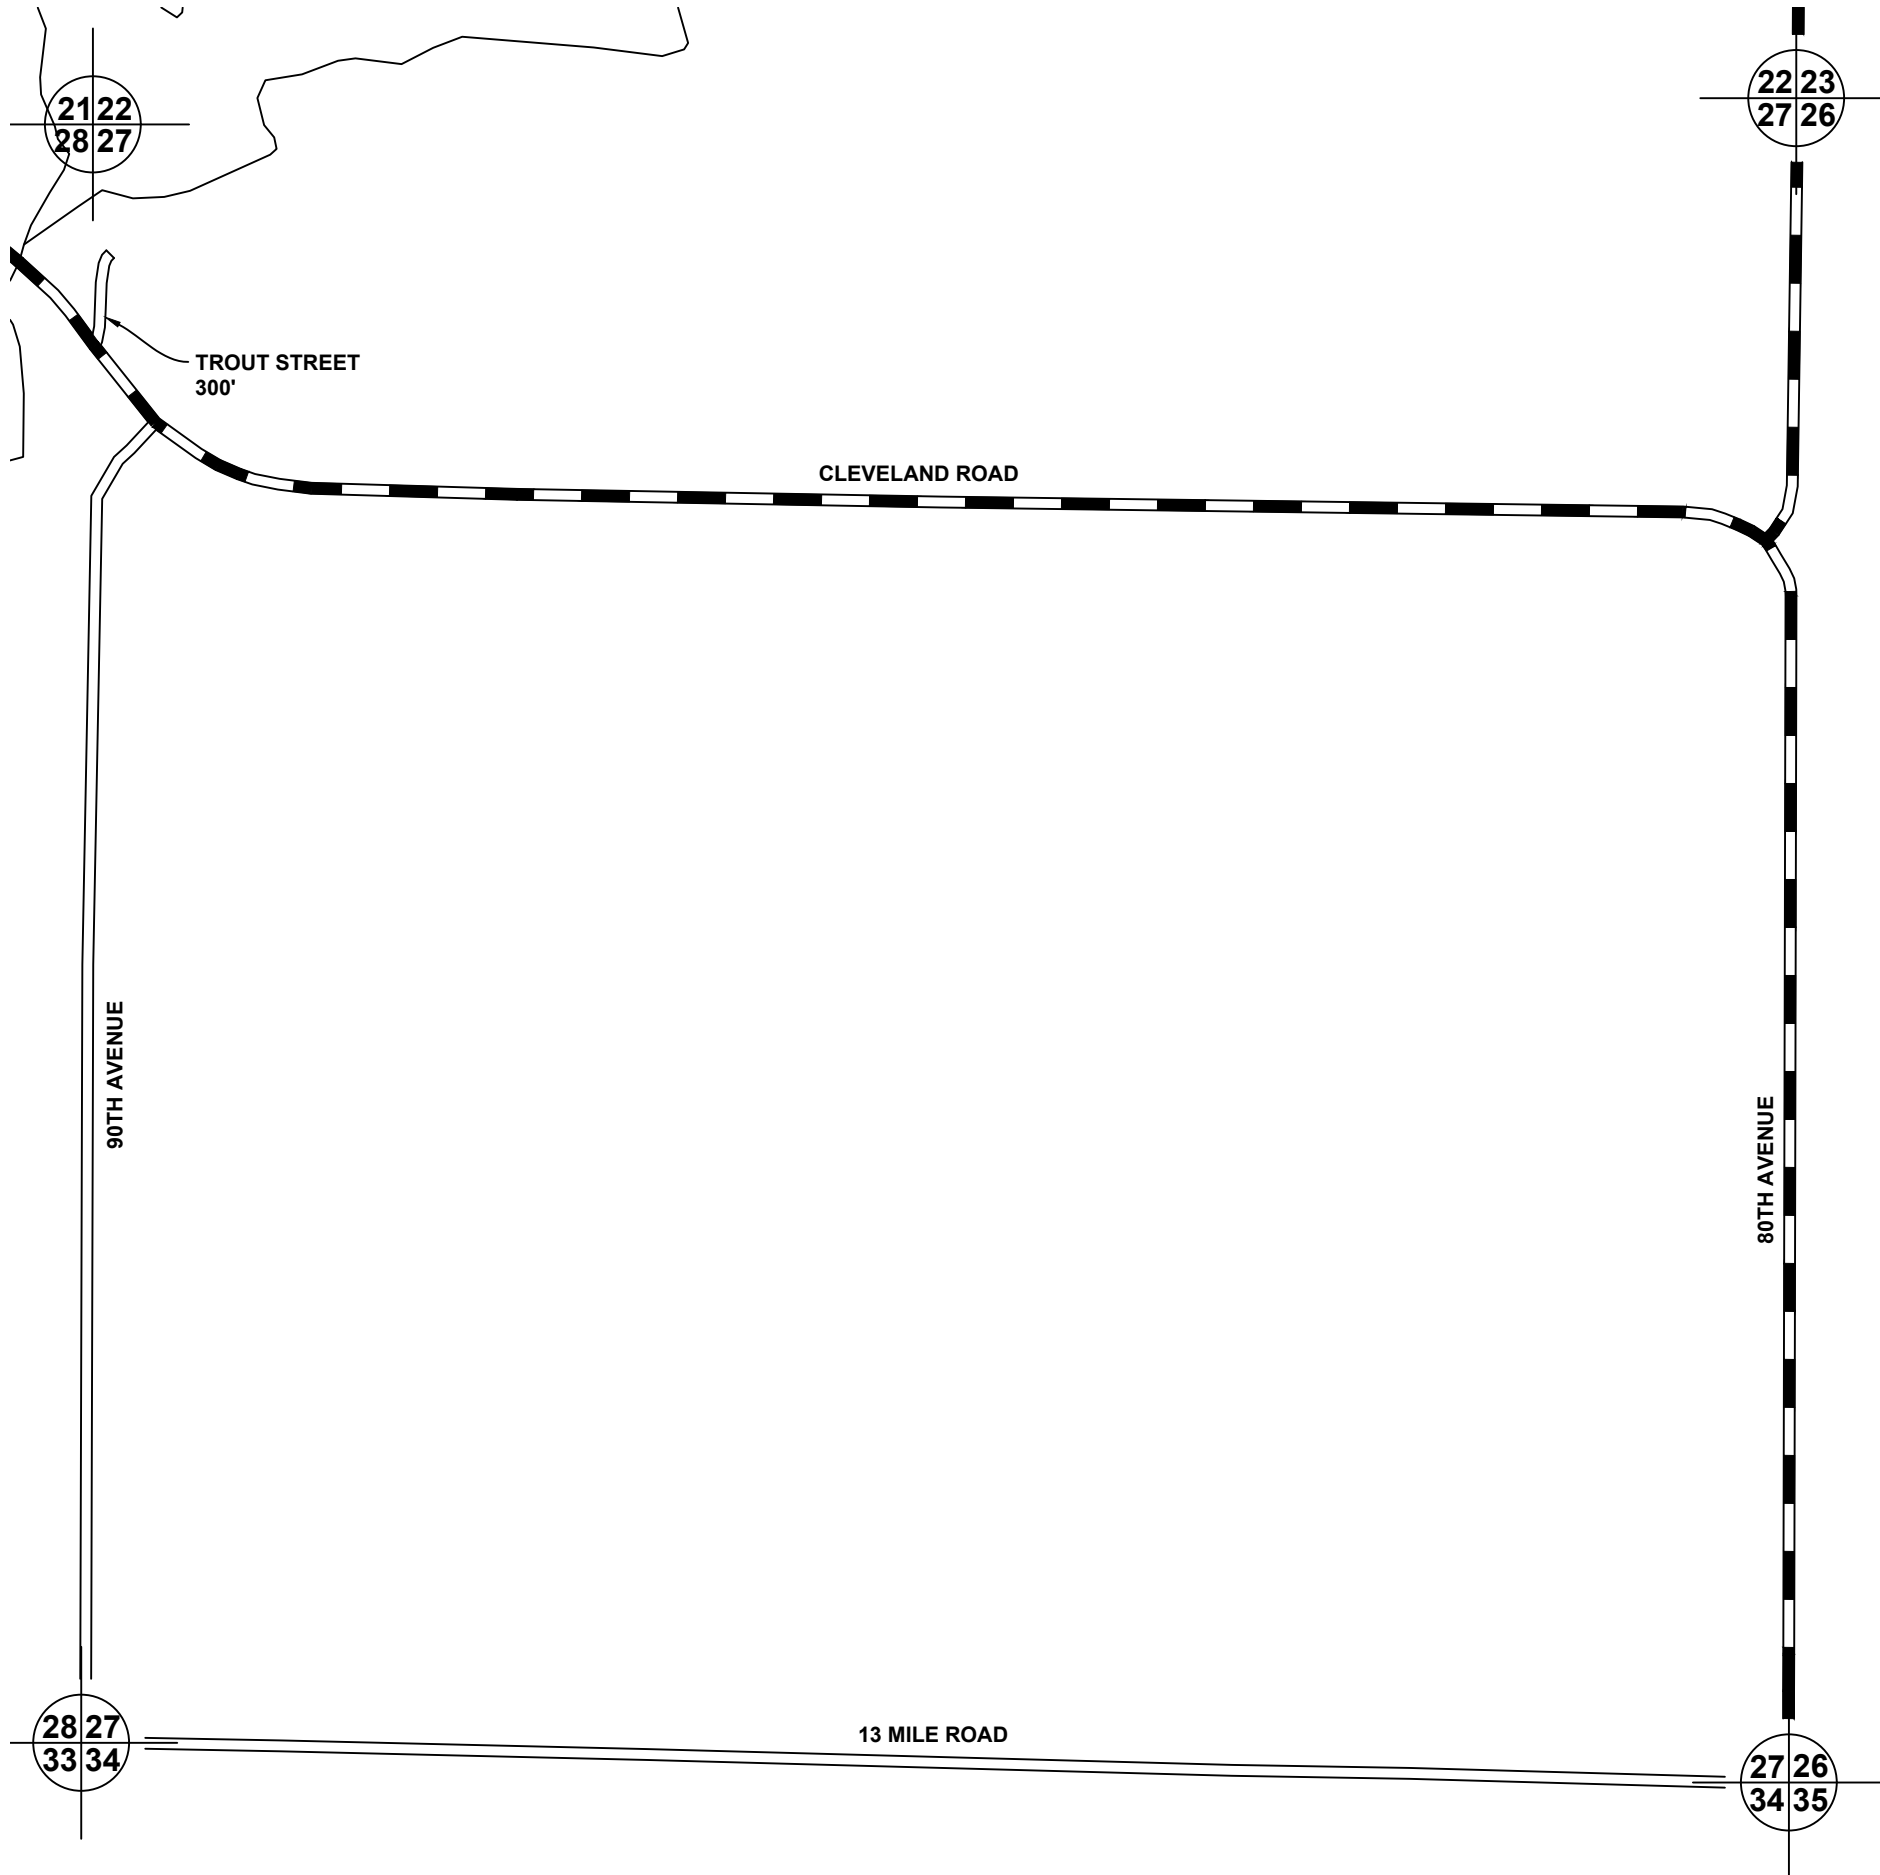 21 22
28 27
22 23
27 26
TROUT STREET
300'
CLEVELAND ROAD
90TH AVENUE
80TH AVENUE
28 27
33 34
13 MILE ROAD
27 26
34 35